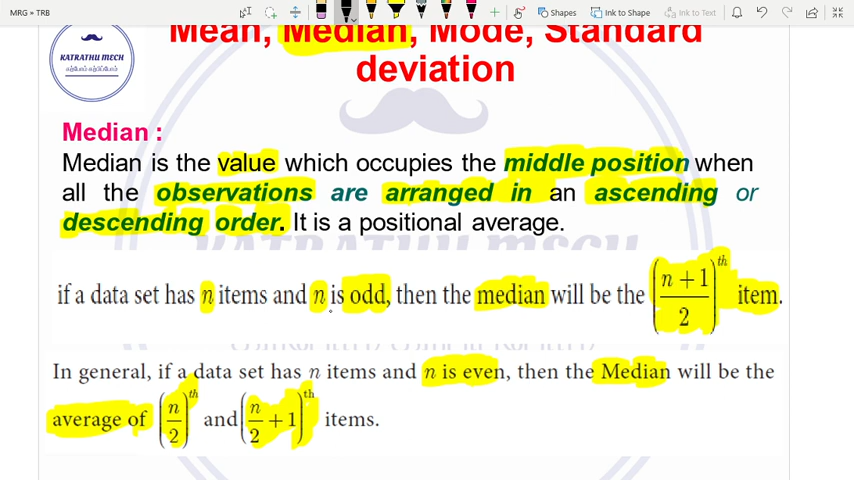 MRG » TRB
Shapes
Ink to Shape
Ink to Text
Mean, Median, Mode, Standard
deviation
KATRATHU MECH
கற்போம் கற்பிப்போம்
Median :
Median is the value which occupies the middle position when
all the observations are arranged in an ascending or
descending order. It is a positional average.
KATRATHU MECH
if a data set has n items and n is odd, then the median will be the ((n + 1)/2)th item.
In general, if a data set has n items and n is even, then the Median will be the
average of (n/2)th and (n/2 + 1)th items.